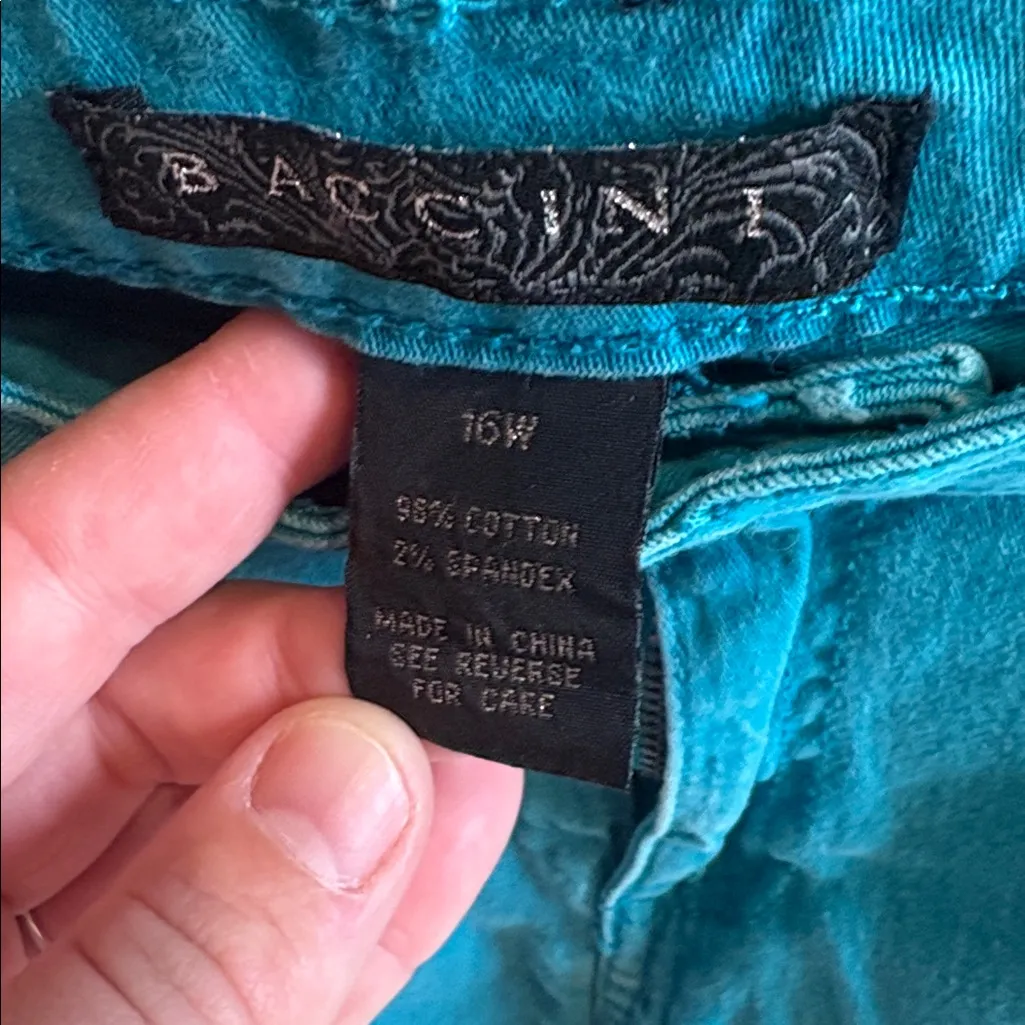 BACCINI
16W
98% COTTON
2% SPANDEX
MADE IN CHINA
SEE REVERSE
FOR CARE